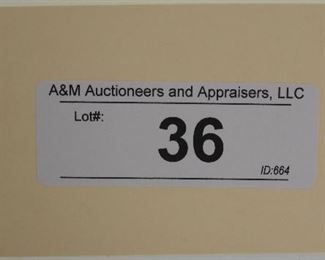 A&M Auctioneers and Appraisers, LLC
Lot#:
36
ID:664